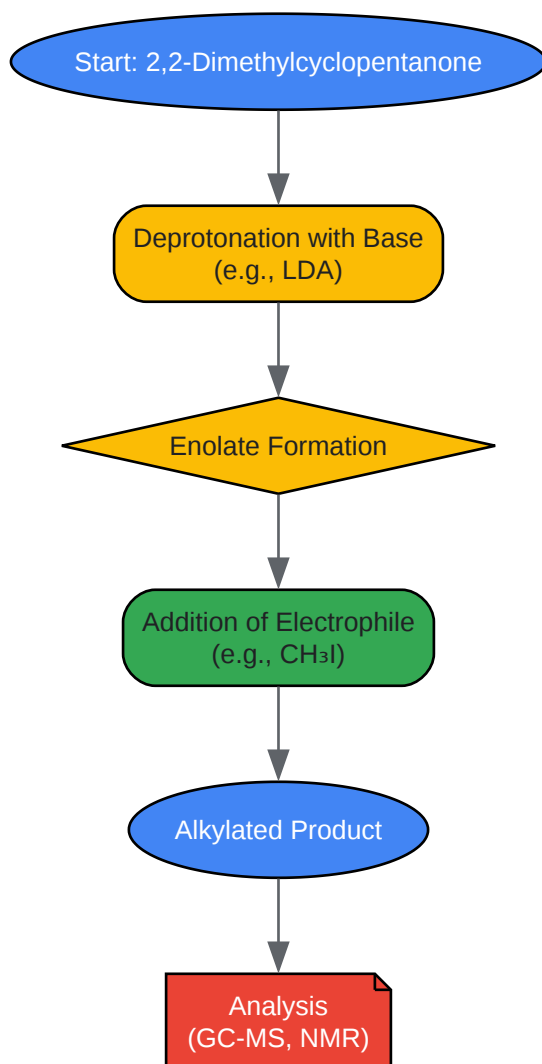 Start: 2,2-Dimethylcyclopentanone
Deprotonation with Base
(e.g., LDA)
Enolate Formation
Addition of Electrophile
(e.g., CH₃I)
Alkylated Product
Analysis
(GC-MS, NMR)